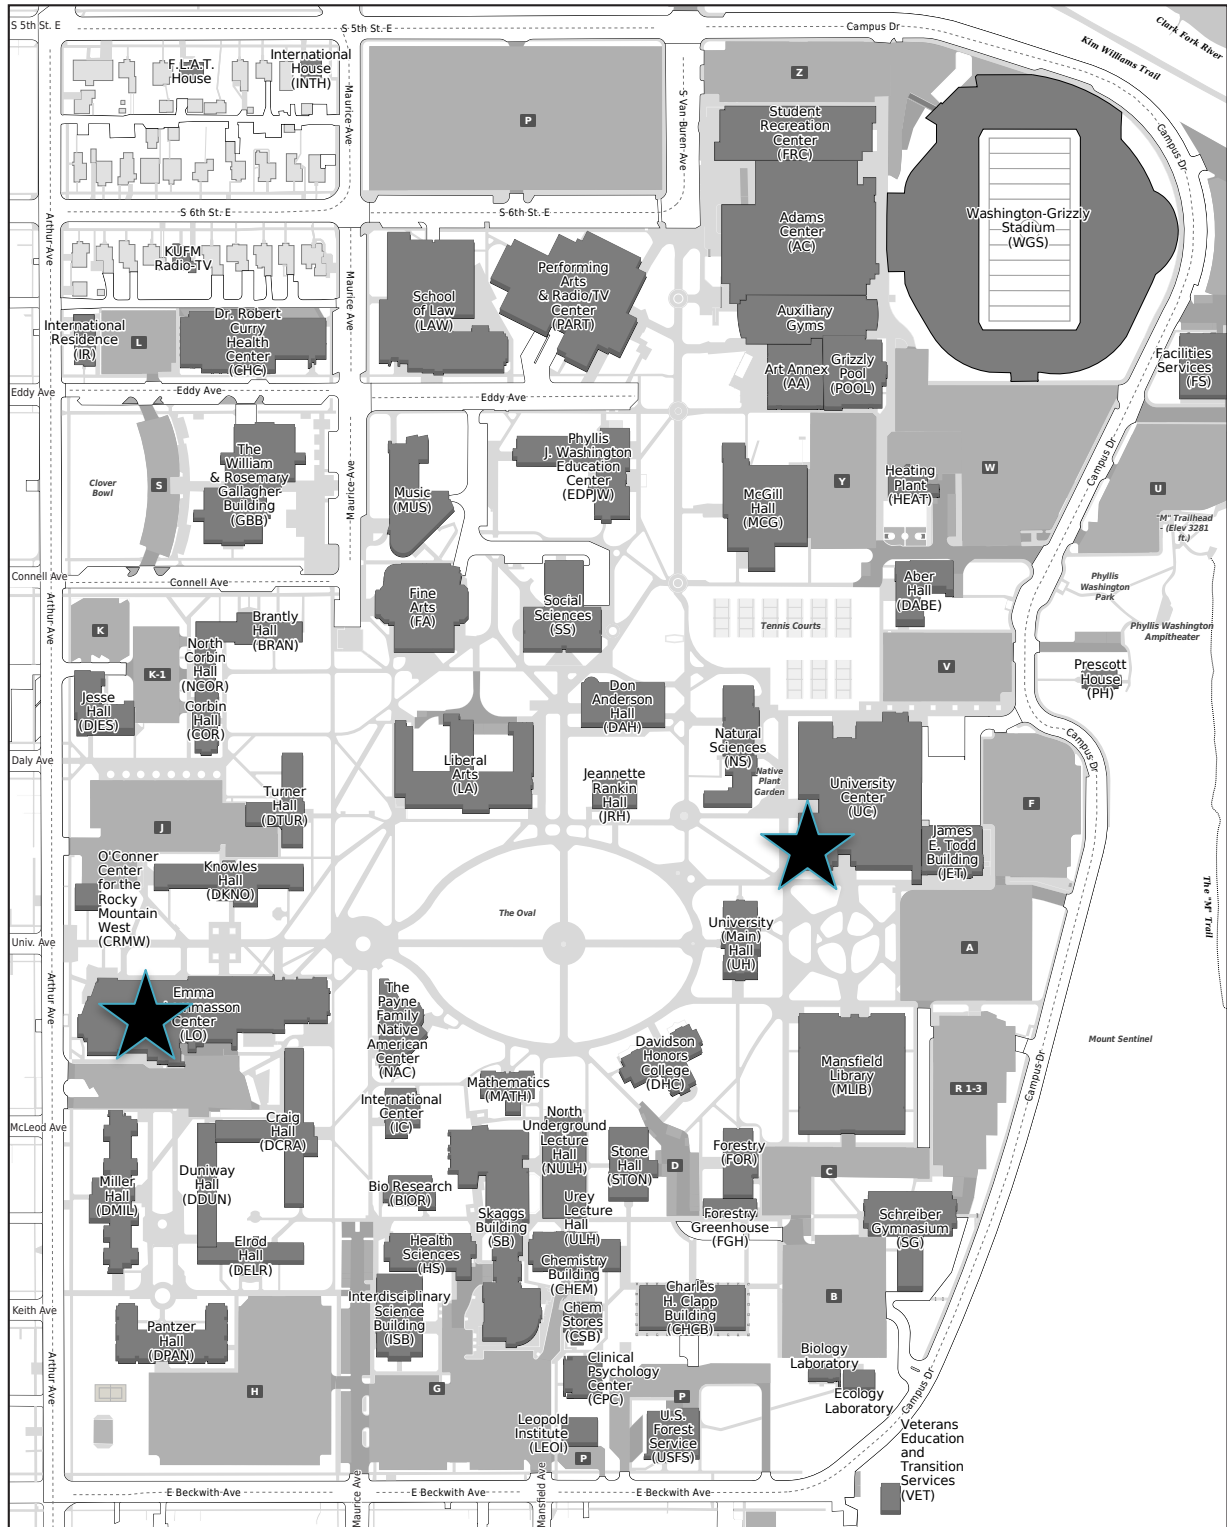 S 5th St. E
S 5th St. E
Campus Dr
Clark Fork River
Kim Williams Trail
F.L.A.T.
House
International
House
(INTH)
Maurice Ave
P
S Van Buren Ave
Z
Student
Recreation
Center
(FRC)
Campus Dr
Adams
Center
(AC)
Washington-Grizzly
Stadium
(WGS)
S 6th St. E
S 6th St. E
Arthur Ave
KUFM
Radio-TV
Maurice Ave
School
of Law
(LAW)
Performing
Arts
& Radio/TV
Center
(PART)
Auxiliary
Gyms
International
Residence
(IR)
L
Dr. Robert
Curry
Health
Center
(CHC)
Art Annex
(AA)
Grizzly
Pool
(POOL)
Facilities
Services
(FS)
Eddy Ave
Eddy Ave
Eddy Ave
Clover
Bowl
S
The
William
& Rosemary
Gallagher
Building
(GBB)
Maurice Ave
Music
(MUS)
Phyllis
J. Washington
Education
Center
(EDPJW)
McGill
Hall
(MCG)
Y
Heating
Plant
(HEAT)
W
Campus Dr
U
"M" Trailhead
- (Elev 3281
ft.)
Connell Ave
Connell Ave
Arthur Ave
Fine
Arts
(FA)
Social
Sciences
(SS)
Tennis Courts
Aber
Hall
(DABE)
Phyllis
Washington
Park
Phyllis Washington
Ampitheater
K
Brantly
Hall
(BRAN)
North
Corbin
Hall
(NCOR)
K-1
Corbin
Hall
(COR)
Jesse
Hall
(DJES)
V
Prescott
House
(PH)
Don
Anderson
Hall
(DAH)
Natural
Sciences
(NS)
Native
Plant
Garden
Campus Dr
Daly Ave
Liberal
Arts
(LA)
Jeannette
Rankin
Hall
(JRH)
University
Center
(UC)
F
Turner
Hall
(DTUR)
J
James
E. Todd
Building
(JET)
O'Conner
Center
for the
Rocky
Mountain
West
(CRMW)
Knowles
Hall
(DKNO)
The Oval
University
(Main)
Hall
(UH)
The "M" Trail
Univ. Ave
A
Arthur Ave
Emma
Center
(LO)
The
Payne
Family
Native
American
Center
(NAC)
Davidson
Honors
College
(DHC)
Mansfield
Library
(MLIB)
R 1-3
Mount Sentinel
Campus Dr
Mathematics
(MATH)
International
Center
(IC)
McLeod Ave
Craig
Hall
(DCRA)
North
Underground
Lecture
Hall
(NULH)
Stone
Hall
(STON)
D
Forestry
(FOR)
C
Miller
Hall
(DMIL)
Duniway
Hall
(DDUN)
Bio Research
(BIOR)
Skaggs
Building
(SB)
Urey
Lecture
Hall
(ULH)
Forestry
Greenhouse
(FGH)
Schreiber
Gymnasium
(SG)
Elrod
Hall
(DELR)
Health
Sciences
(HS)
Chemistry
Building
(CHEM)
Interdisciplinary
Science
Building
(ISB)
Chem
Stores
(CSB)
Charles
H. Clapp
Building
(CHCB)
B
Keith Ave
Pantzer
Hall
(DPAN)
Arthur Ave
H
G
Clinical
Psychology
Center
(CPC)
Biology
Laboratory
Ecology
Laboratory
Campus Dr
P
Leopold
Institute
(LEOI)
U.S.
Forest
Service
(USFS)
P
Veterans
Education
and
Transition
Services
(VET)
E Beckwith Ave
Maurice Ave
E Beckwith Ave
Mansfield Ave
E Beckwith Ave